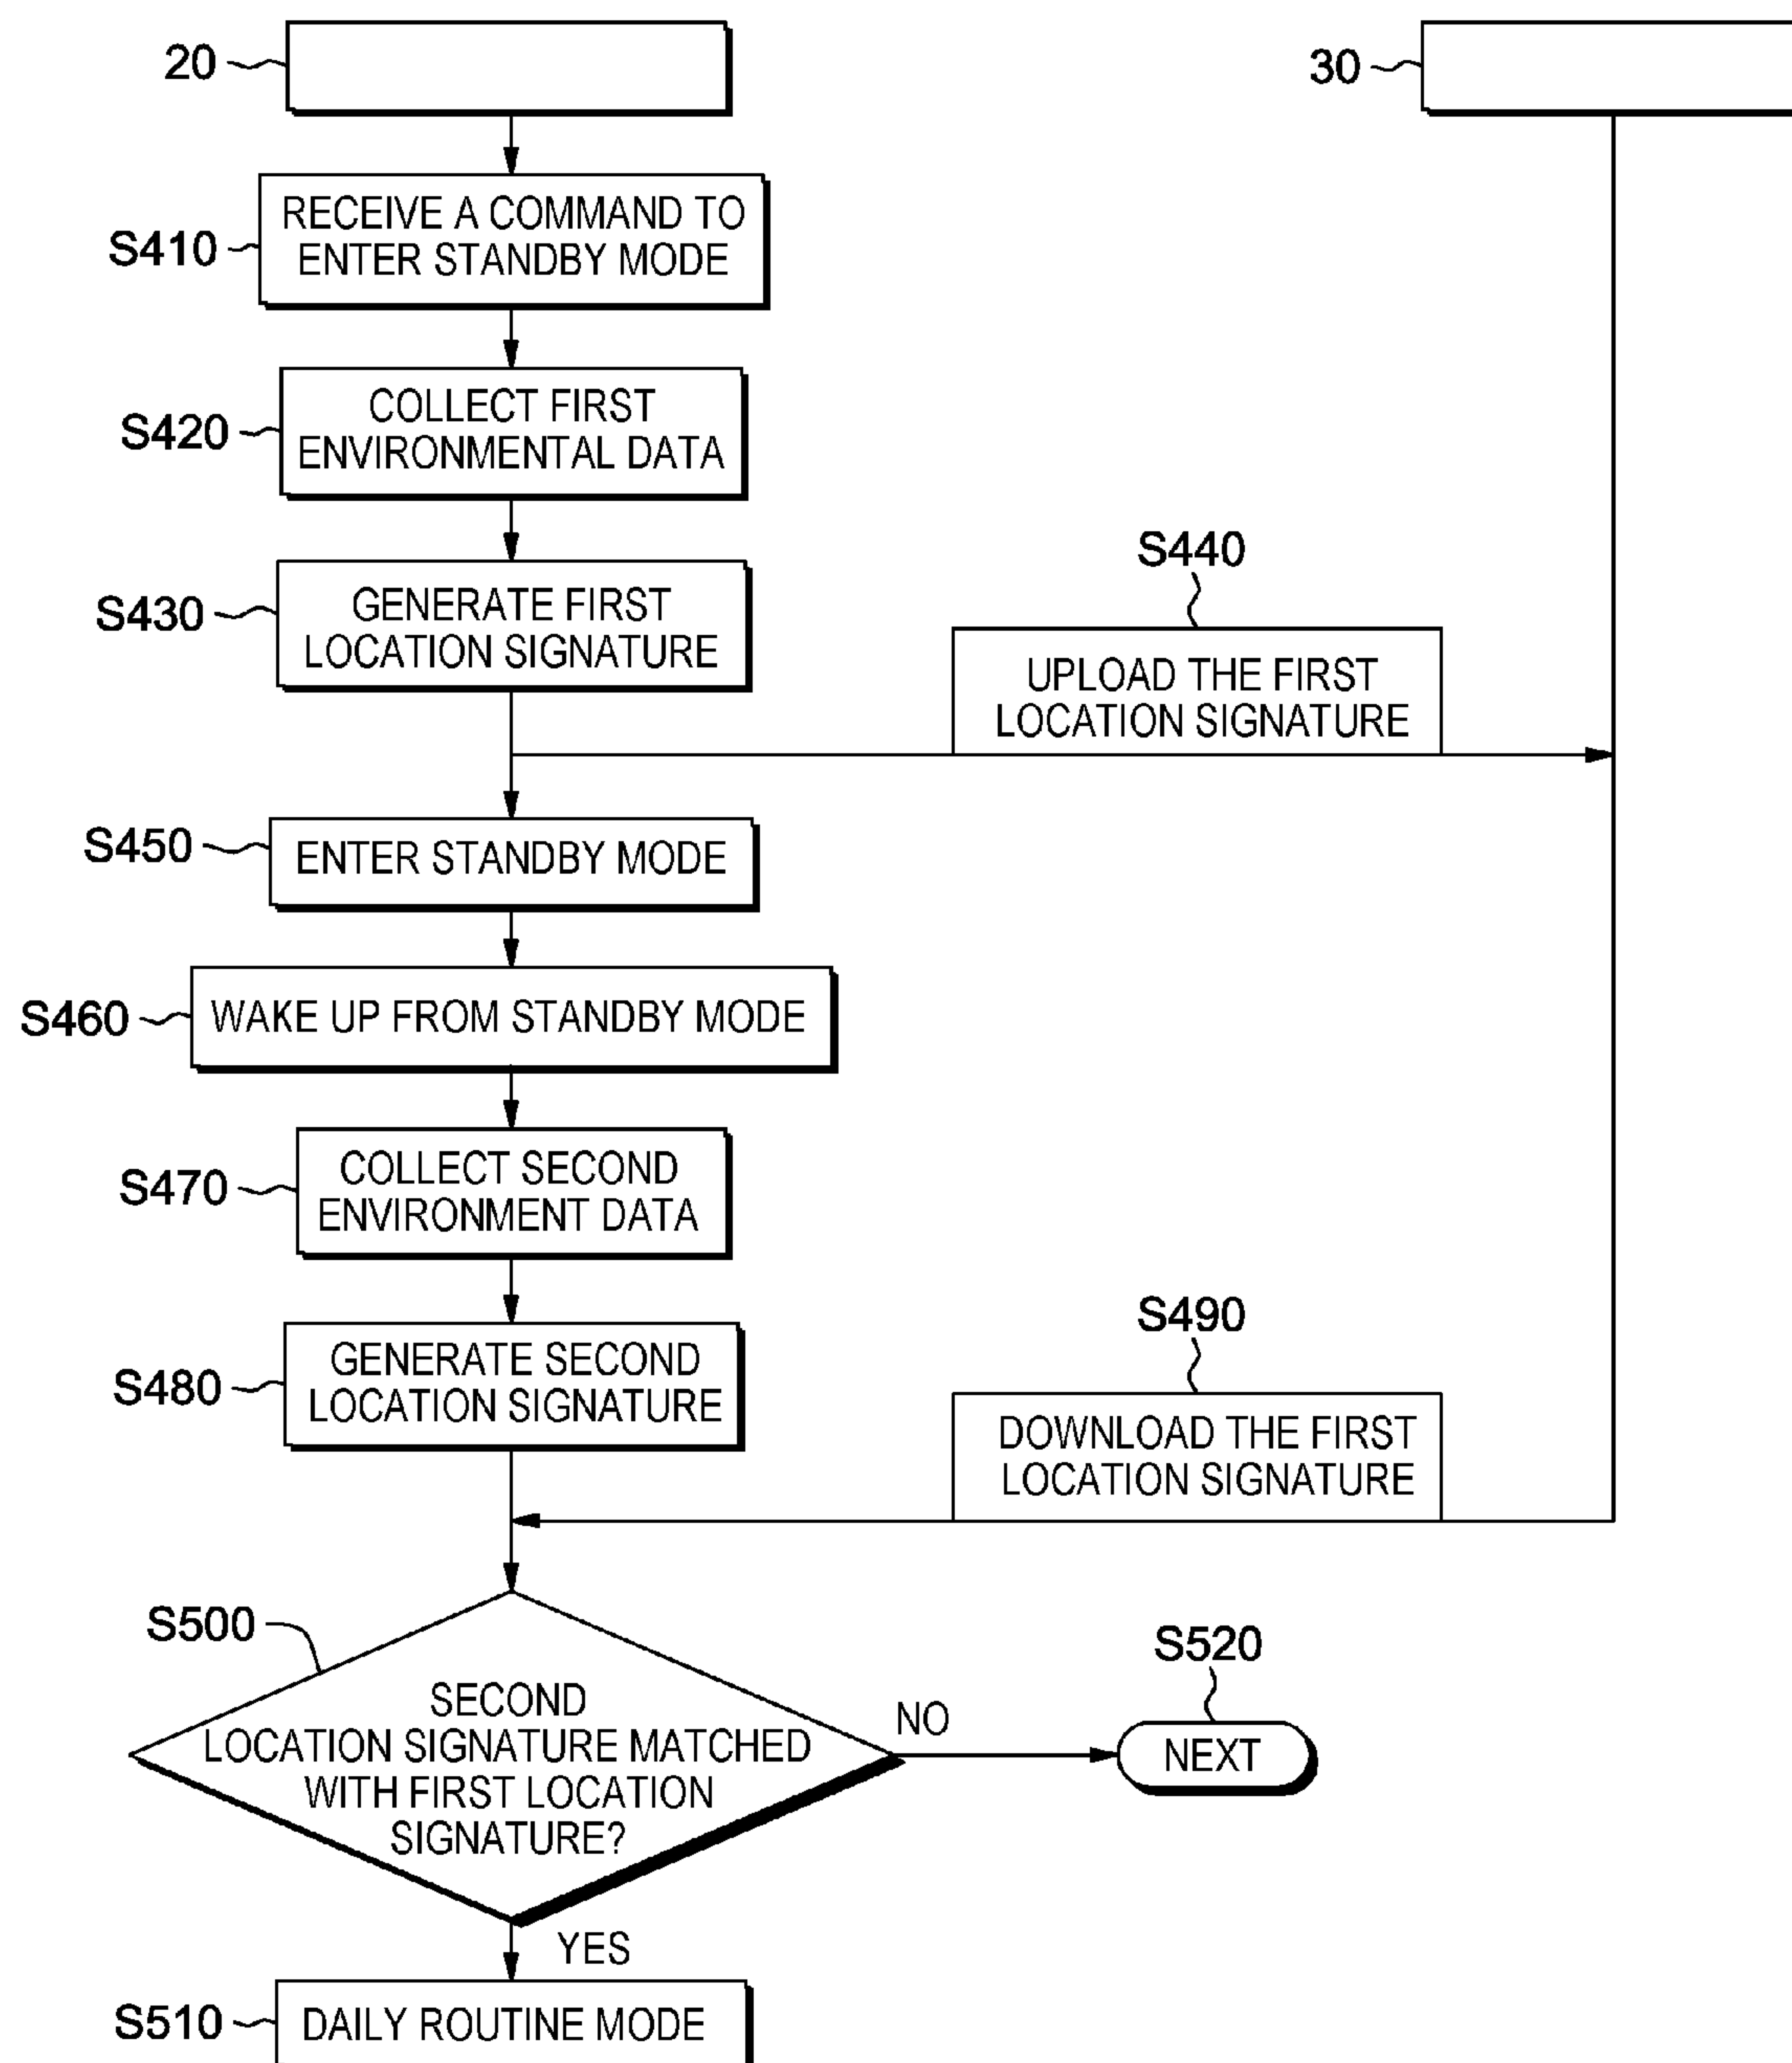 20
30
S410
RECEIVE A COMMAND TO
ENTER STANDBY MODE
S420
COLLECT FIRST
ENVIRONMENTAL DATA
S430
GENERATE FIRST
LOCATION SIGNATURE
S440
UPLOAD THE FIRST
LOCATION SIGNATURE
S450
ENTER STANDBY MODE
S460
WAKE UP FROM STANDBY MODE
S470
COLLECT SECOND
ENVIRONMENT DATA
S480
GENERATE SECOND
LOCATION SIGNATURE
S490
DOWNLOAD THE FIRST
LOCATION SIGNATURE
S500
SECOND
LOCATION SIGNATURE MATCHED
WITH FIRST LOCATION
SIGNATURE?
NO
S520
NEXT
YES
S510
DAILY ROUTINE MODE